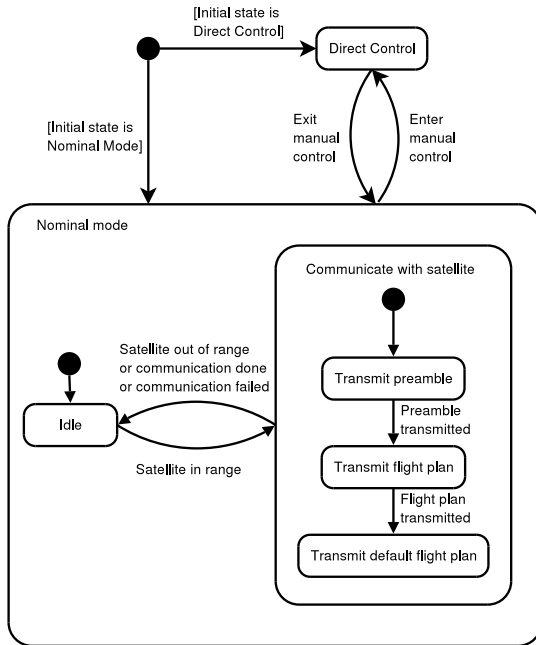 [Initial state is
Direct Control]
Direct Control
[Initial state is
Nominal Mode]
Exit
manual
control
Enter
manual
control
Nominal mode
Communicate with satellite
Satellite out of range
or communication done
or communication failed
Transmit preamble
Idle
Preamble
transmitted
Satellite in range
Transmit flight plan
Flight plan
transmitted
Transmit default flight plan